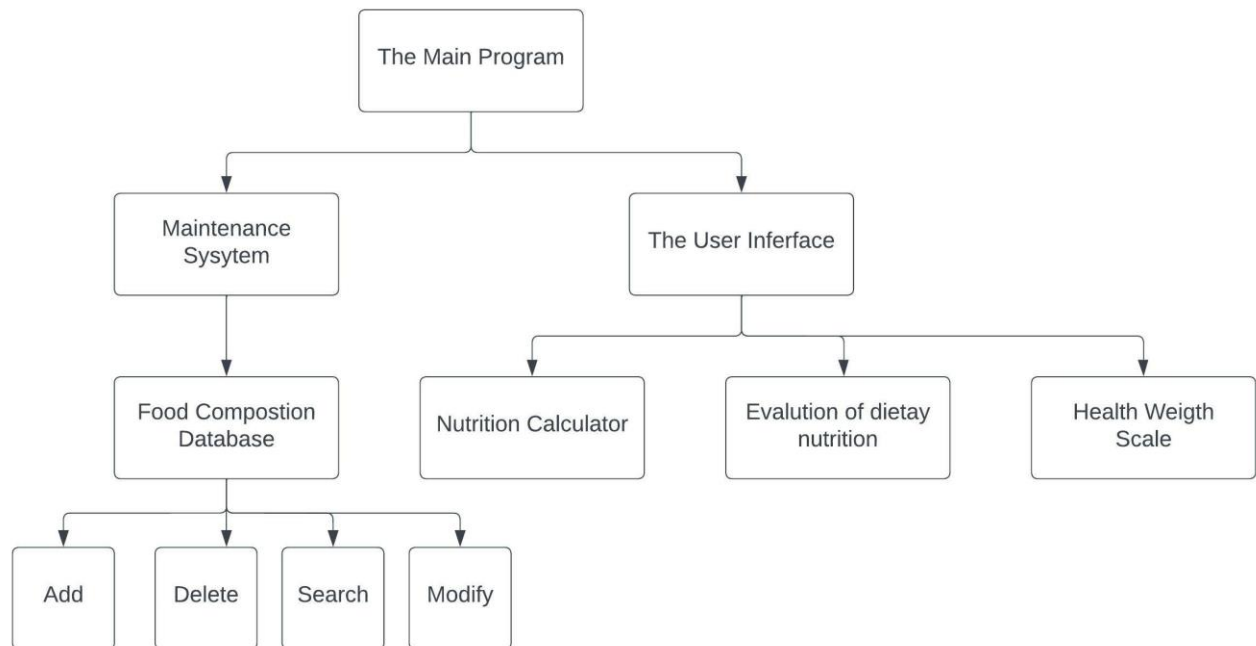 The Main Program
Maintenance
Sysytem
The User Inferface
Food Compostion
Database
Nutrition Calculator
Evalution of dietay
nutrition
Health Weigth
Scale
Add
Delete
Search
Modify